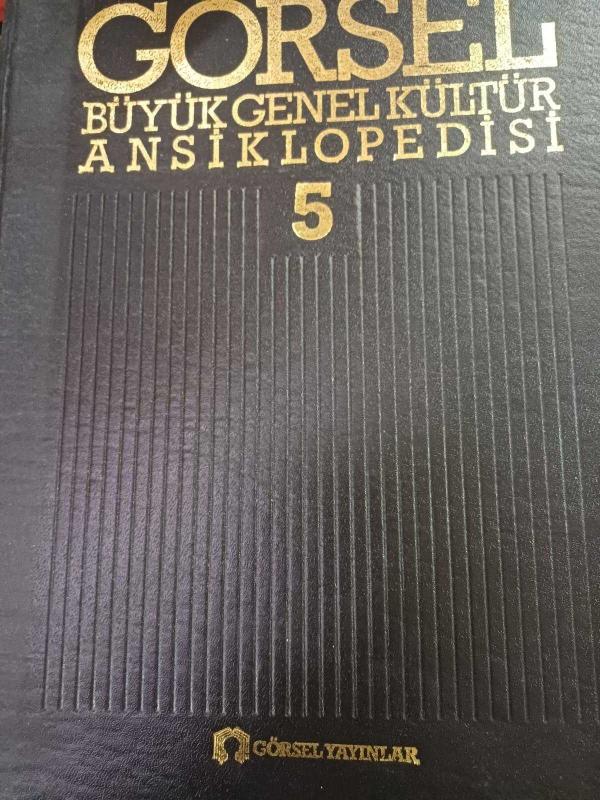 GÖRSEL
BÜYÜK GENEL KÜLTÜR
ANSİKLOPEDİSİ
5
GÖRSEL YAYINLAR